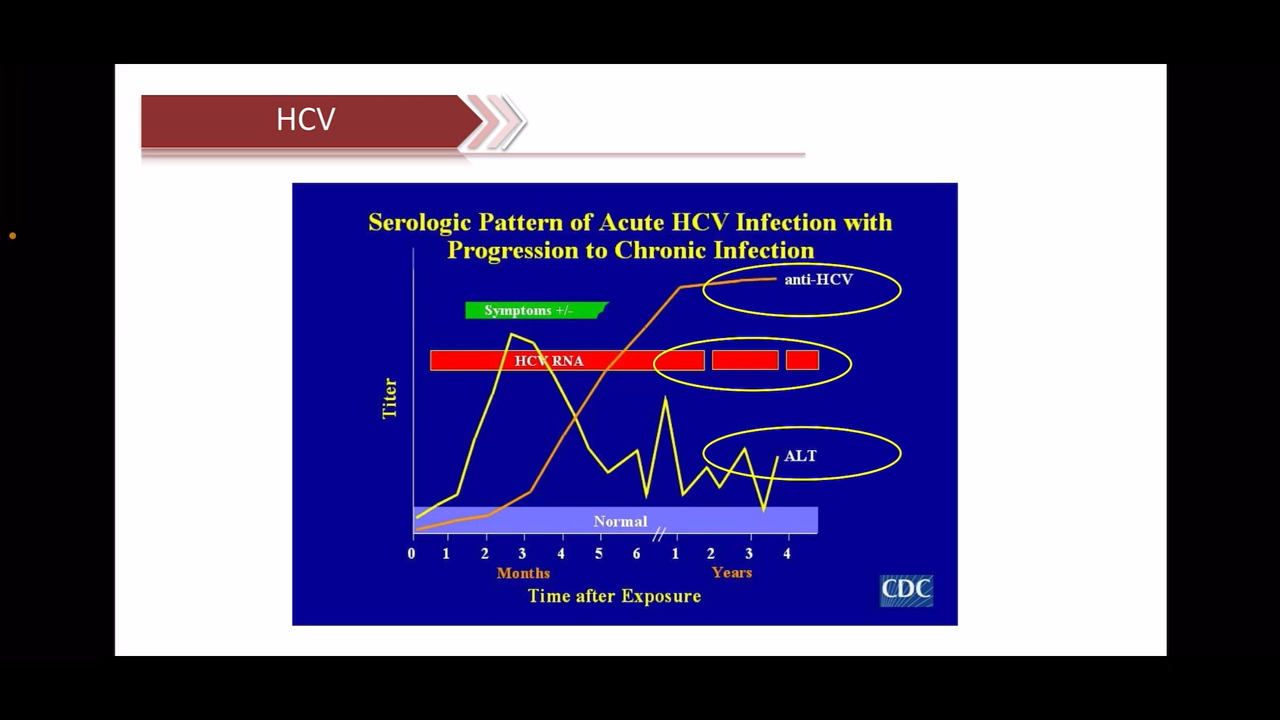 HCV
Serologic Pattern of Acute HCV Infection with
Progression to Chronic Infection
anti-HCV
Symptoms +/-
HCV RNA
Titer
ALT
Normal
0 1 2 3 4 5 6 // 1 2 3 4
Months Years
Time after Exposure
CDC